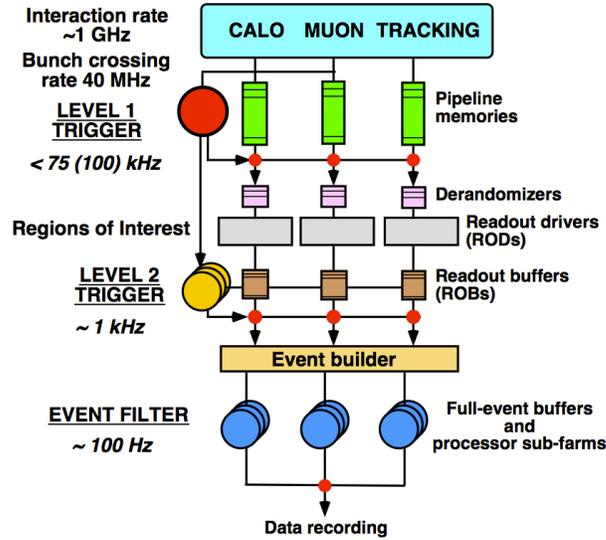 Interaction rate
~1 GHz
CALO MUON TRACKING
Bunch crossing
rate 40 MHz
LEVEL 1
TRIGGER
< 75 (100) kHz
Pipeline
memories
Derandomizers
Regions of Interest
Readout drivers
(RODs)
LEVEL 2
TRIGGER
~ 1 kHz
Readout buffers
(ROBs)
Event builder
EVENT FILTER
~ 100 Hz
Full-event buffers
and
processor sub-farms
Data recording